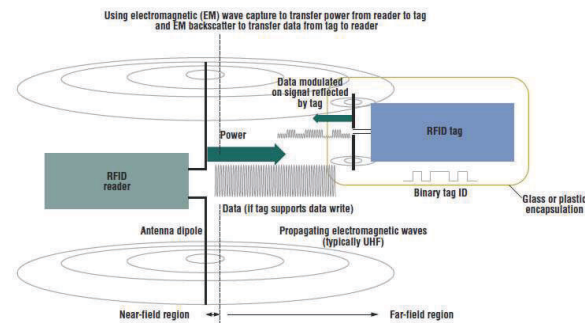 Using electromagnetic (EM) wave capture to transfer power from reader to tag
and EM backscatter to transfer data from tag to reader
Data modulated
on signal reflected
by tag
Power
RFID tag
RFID
reader
Binary tag ID
Glass or plastic
encapsulation
Data (if tag supports data write)
Antenna dipole
Propagating electromagnetic waves
(typically UHF)
Near-field region
Far-field region